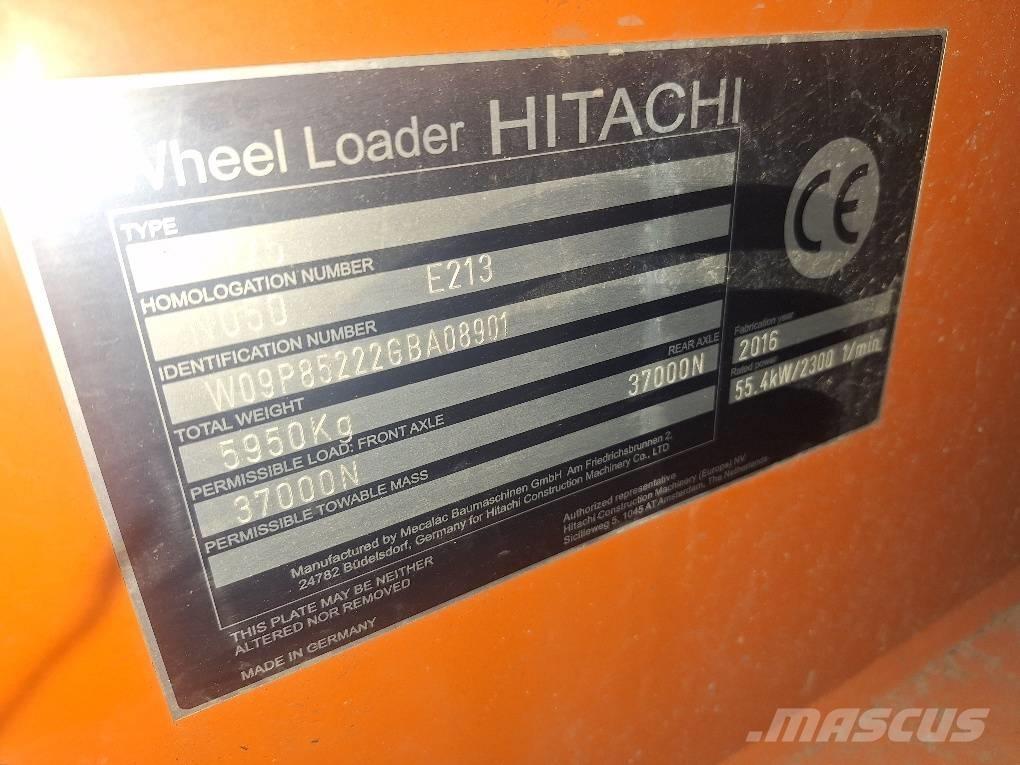 Wheel Loader HITACHI
TYPE
HOMOLOGATION NUMBER
E213
IDENTIFICATION NUMBER
W09P85222GBA08901
TOTAL WEIGHT
5950Kg
PERMISSIBLE LOAD: FRONT AXLE
REAR AXLE
37000N
37000N
PERMISSIBLE TOWABLE MASS
CE
Fabrication year
2016
Rated power
55.4kW/2300 1/min
Manufactured by Mecalac Baumaschinen GmbH Am Friedrichsbrunnen 2,
24782 Büdelsdorf, Germany for Hitachi Construction Machinery Co., LTD
Authorized representative
Hitachi Construction Machinery (Europe) NV.
Sicilieweg 5, 1045 AT Amsterdam, The Netherlands
THIS PLATE MAY BE NEITHER
ALTERED NOR REMOVED
MADE IN GERMANY
MASCUS